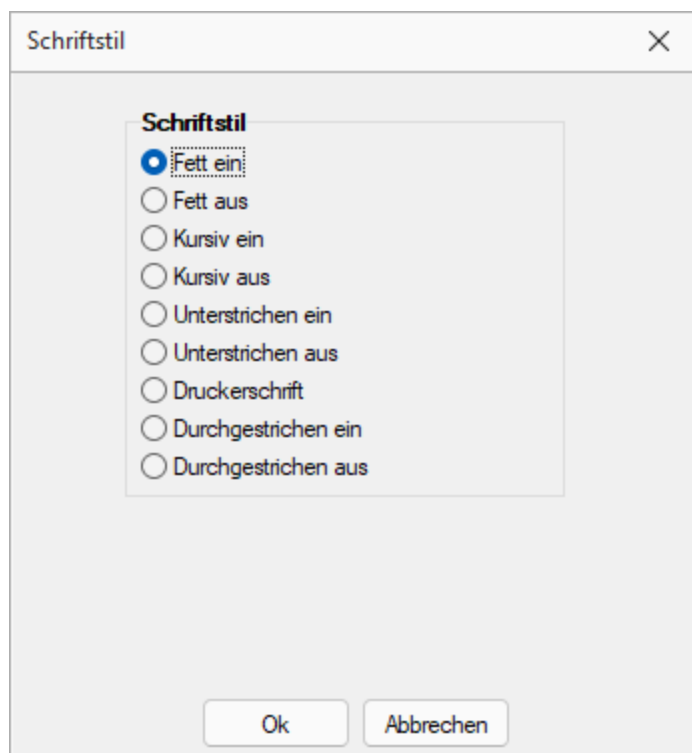 Schriftstil
Schriftstil
Fett ein
Fett aus
Kursiv ein
Kursiv aus
Unterstrichen ein
Unterstrichen aus
Druckerschrift
Durchgestrichen ein
Durchgestrichen aus
Ok Abbrechen